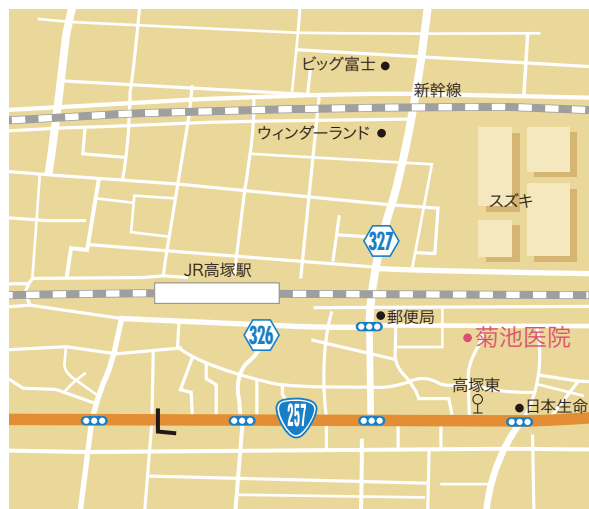 ビッグ富士
新幹線
ウィンダーランド
スズキ
327
JR高塚駅
郵便局
326
菊池医院
高塚東
257
日本生命